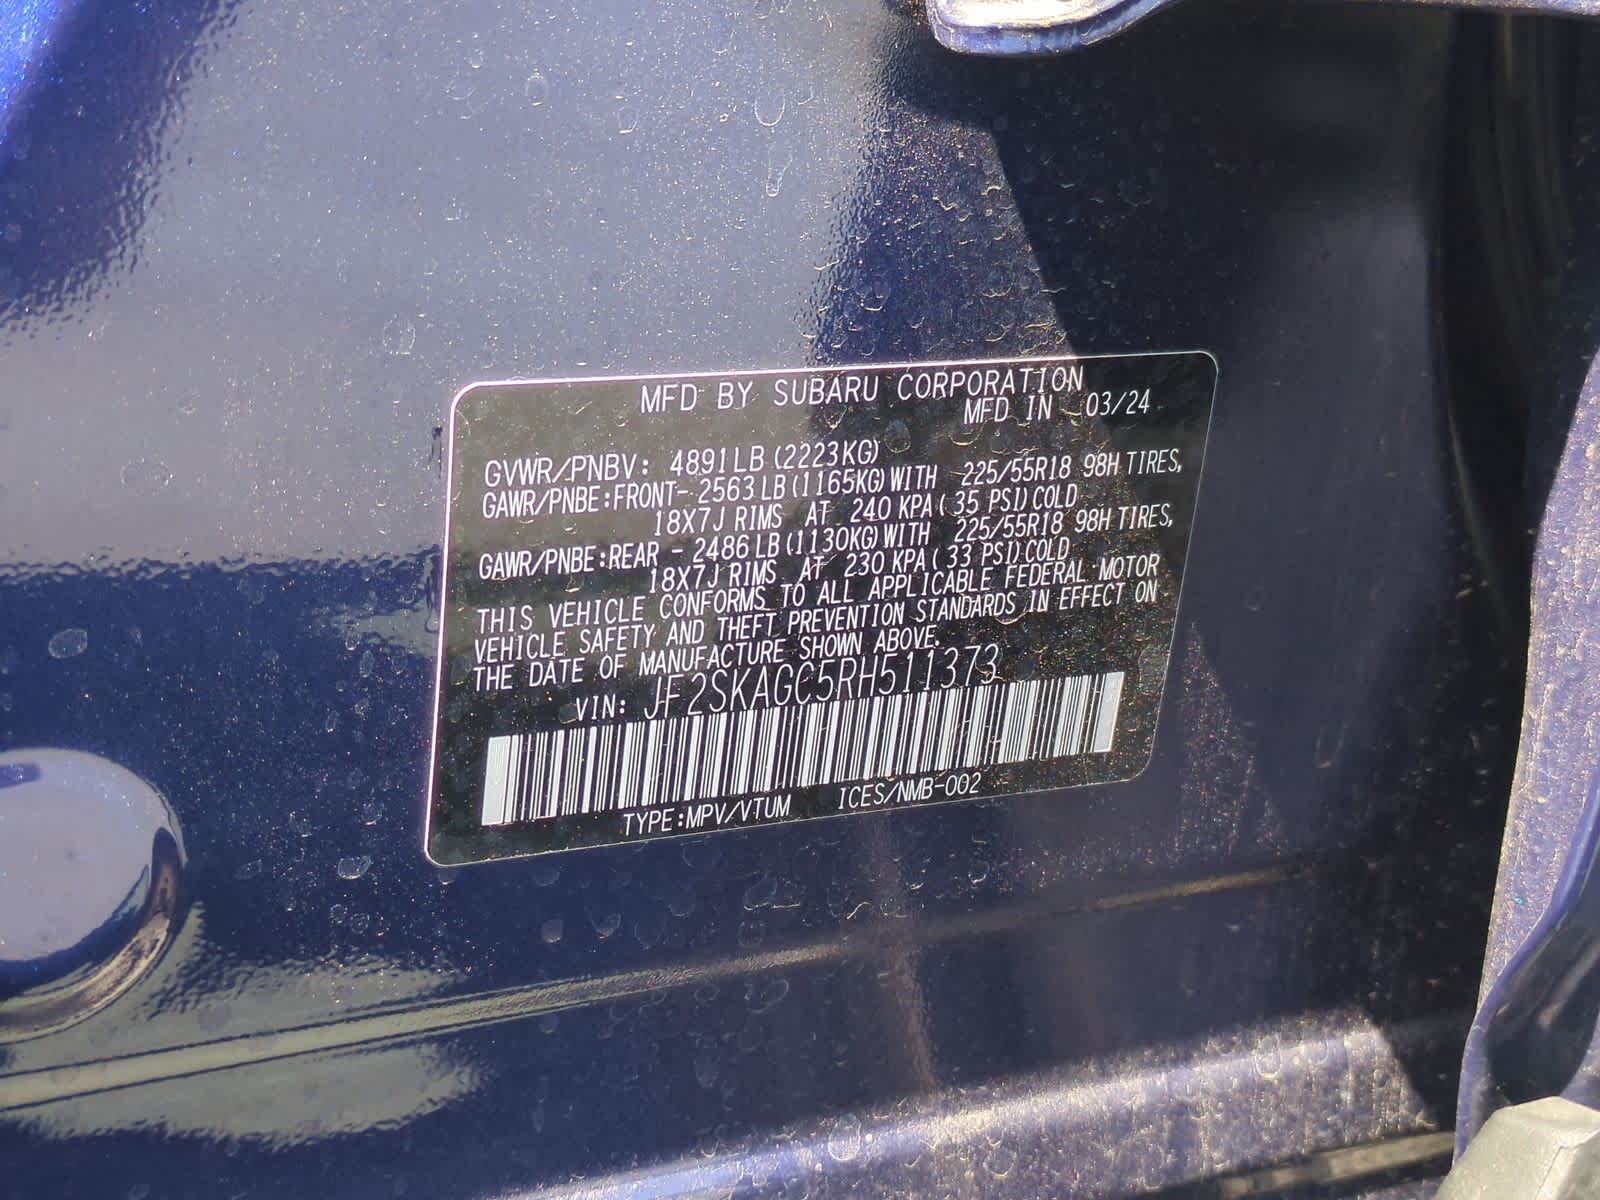 MFD BY SUBARU CORPORATION
MFD IN 03/24
GVWR/PNBV: 4891LB(2223KG)
GAWR/PNBE:FRONT- 2563LB(1165KG)WITH 225/55R18 98H TIRES,
18X7J RIMS AT 240 KPA( 35 PSI)COLD
GAWR/PNBE:REAR - 2486LB(1130KG)WITH 225/55R18 98H TIRES,
18X7J RIMS AT 230 KPA( 33 PSI)COLD
THIS VEHICLE CONFORMS TO ALL APPLICABLE FEDERAL MOTOR
VEHICLE SAFETY AND THEFT PREVENTION STANDARDS IN EFFECT ON
THE DATE OF MANUFACTURE SHOWN ABOVE.
VIN: JF2SKAGC5RH511373
TYPE:MPV/VTUM ICES/NMB-002